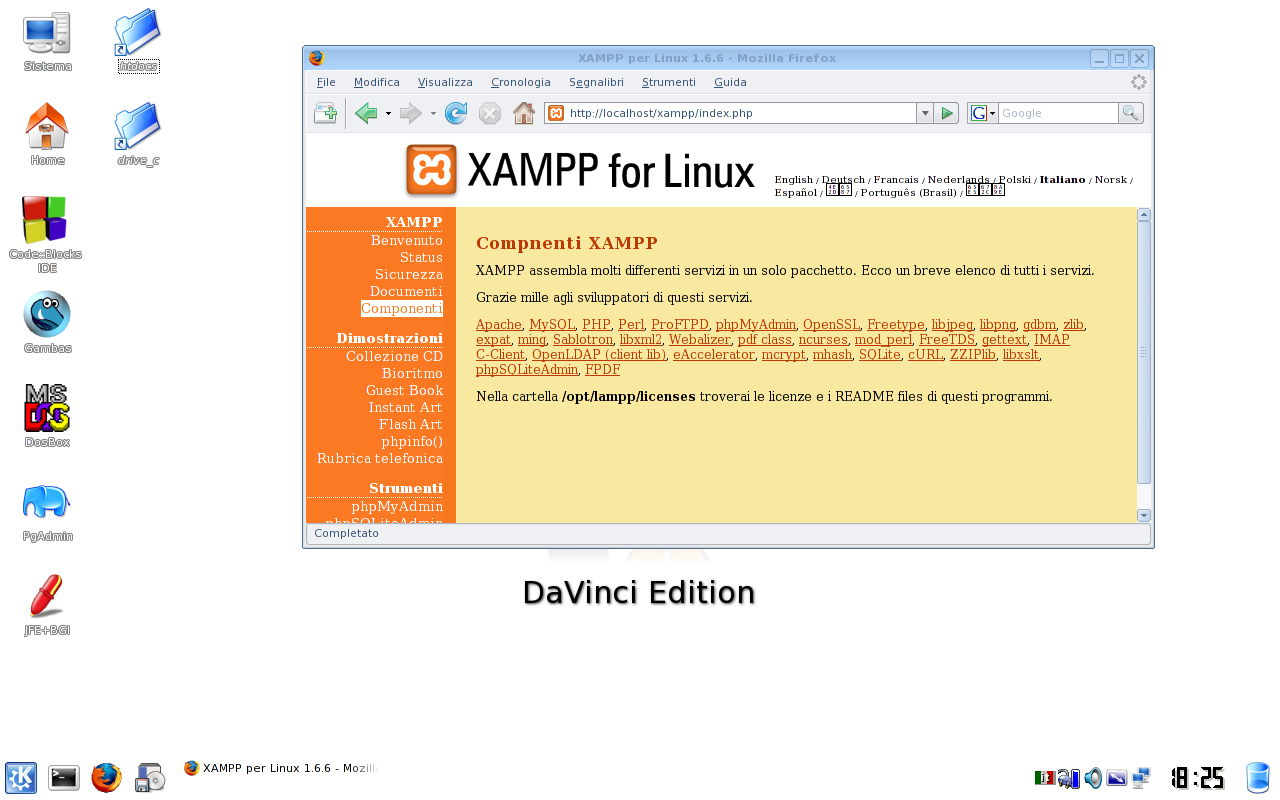 Sistema
htdocs
Home
drive_c
Code::Blocks
IDE
Gambas
MS
DOS
DosBox
PgAdmin
JFE+BGI
XAMPP per Linux 1.6.6 - Mozilla Firefox
File Modifica Visualizza Cronologia Segnalibri Strumenti Guida
http://localhost/xampp/index.php
G Google
XAMPP for Linux
English / Deutsch / Francais / Nederlands / Polski / Italiano / Norsk /
Español / 4E2D 6587 / Português (Brasil) / 65E5 672C 8A9E
XAMPP
Benvenuto
Status
Sicurezza
Documenti
Componenti
Dimostrazioni
Collezione CD
Bioritmo
Guest Book
Instant Art
Flash Art
phpinfo()
Rubrica telefonica
Strumenti
phpMyAdmin
phpSQLiteAdmin
Compnenti XAMPP
XAMPP assembla molti differenti servizi in un solo pacchetto. Ecco un breve elenco di tutti i servizi.
Grazie mille agli sviluppatori di questi servizi.
Apache, MySQL, PHP, Perl, ProFTPD, phpMyAdmin, OpenSSL, Freetype, libjpeg, libpng, gdbm, zlib,
expat, ming, Sablotron, libxml2, Webalizer, pdf class, ncurses, mod_perl, FreeTDS, gettext, IMAP
C-Client, OpenLDAP (client lib), eAccelerator, mcrypt, mhash, SQLite, cURL, ZZIPlib, libxslt,
phpSQLiteAdmin, FPDF
Nella cartella /opt/lampp/licenses troverai le licenze e i README files di questi programmi.
Completato
DaVinci Edition
XAMPP per Linux 1.6.6 - Mozilla
18:25